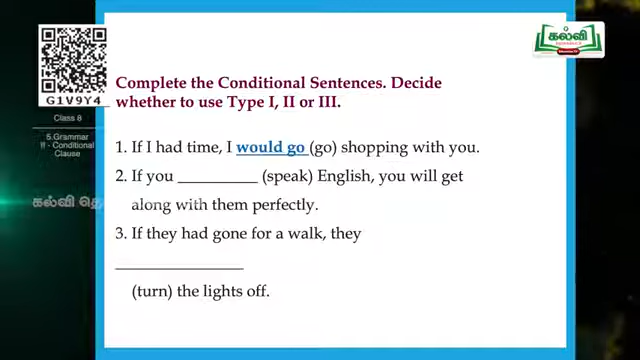 கல்வி
G1V9Y4
Class 8
5.Grammar
II - Conditional
Clause
Complete the Conditional Sentences. Decide
whether to use Type I, II or III.
1. If I had time, I would go (go) shopping with you.
2. If you __________ (speak) English, you will get
கல்வி
along with them perfectly.
3. If they had gone for a walk, they
________________
(turn) the lights off.